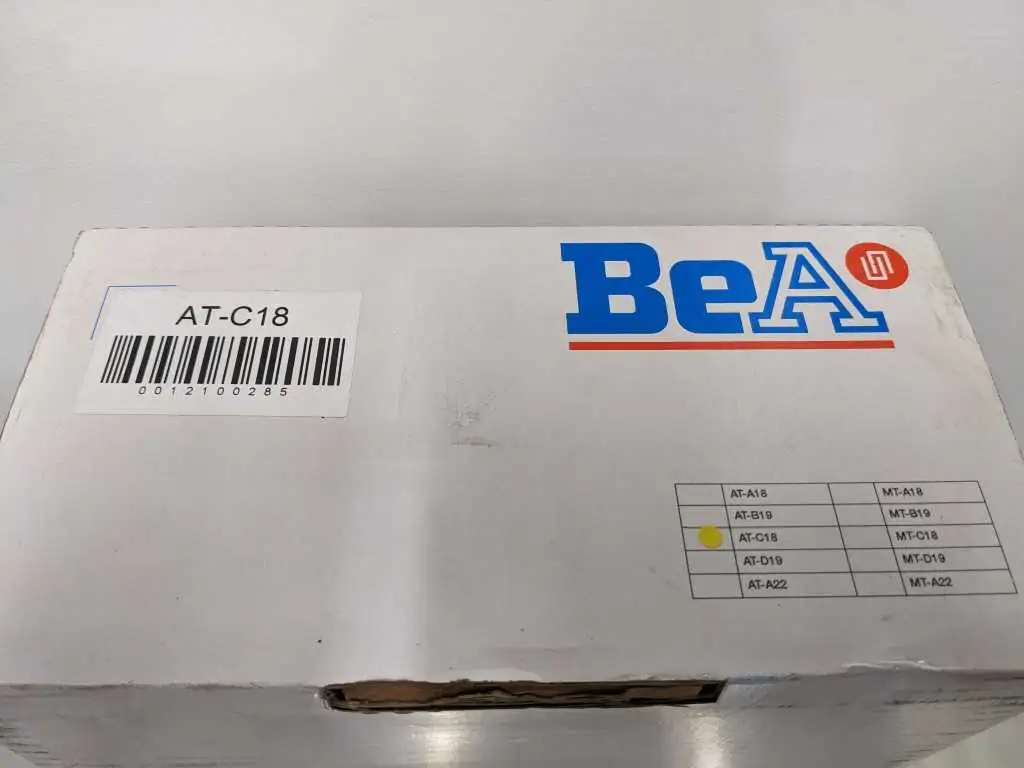 BeA
AT-C18
0012100285
AT-A18 MT-A18
AT-B19 MT-B19
AT-C18 MT-C18
AT-D19 MT-D19
AT-A22 MT-A22